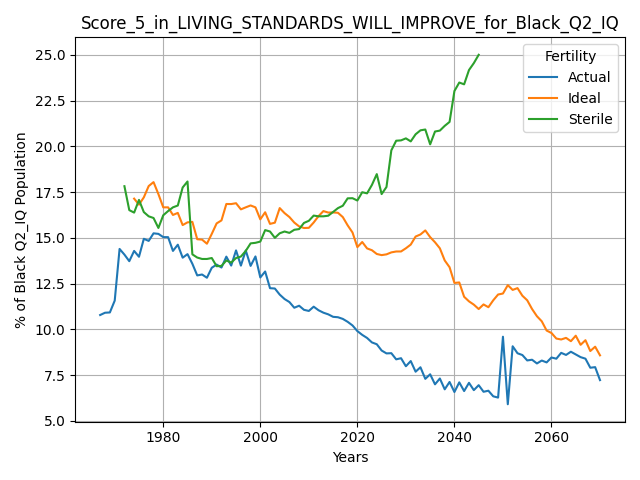 Score_5_in_LIVING_STANDARDS_WILL_IMPROVE_for_Black_Q2_IQ
25.0
22.5
20.0
17.5
15.0
12.5
10.0
7.5
5.0
% of Black Q2_IQ Population
Fertility
Actual
Ideal
Sterile
1980
2000
2020
2040
2060
Years